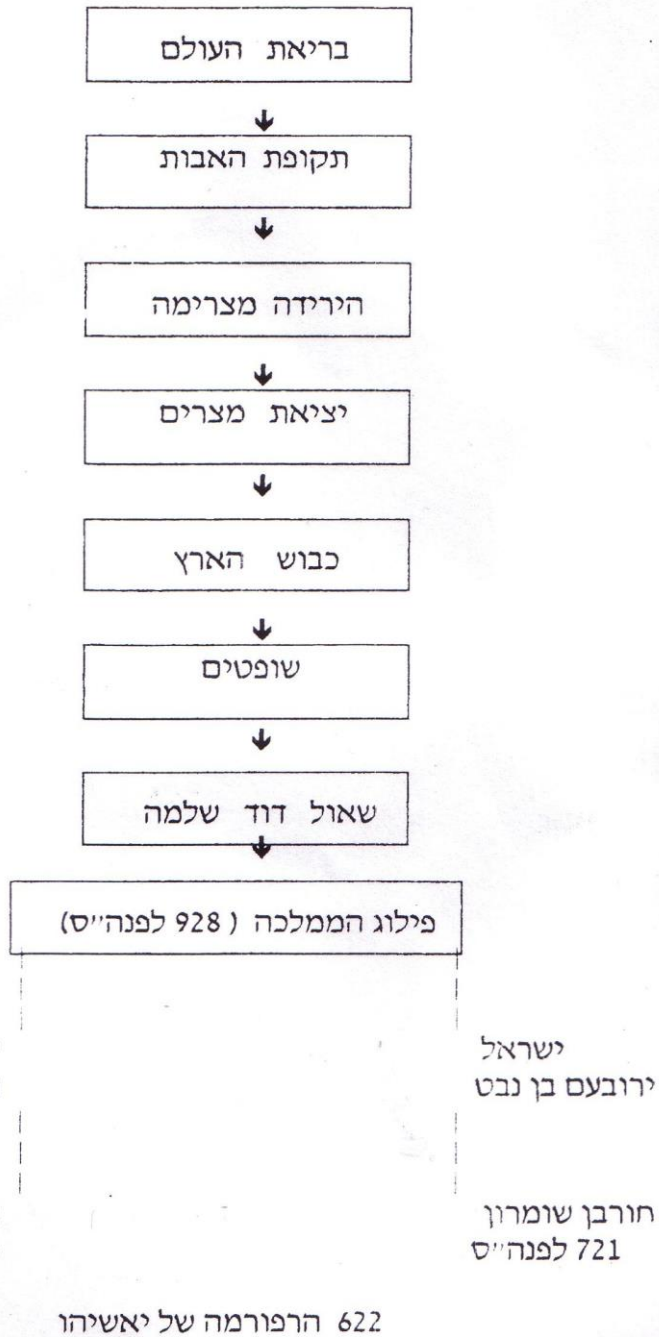 בריאת העולם
תקופת האבות
הירידה מצרימה
יציאת מצרים
כבוש הארץ
שופטים
שאול דוד שלמה
פילוג הממלכה ( 928 לפנה״ס)
ישראל
ירובעם בן נבט
חורבן שומרון
721 לפנה״ס
622 הרפורמה של יאשיהו